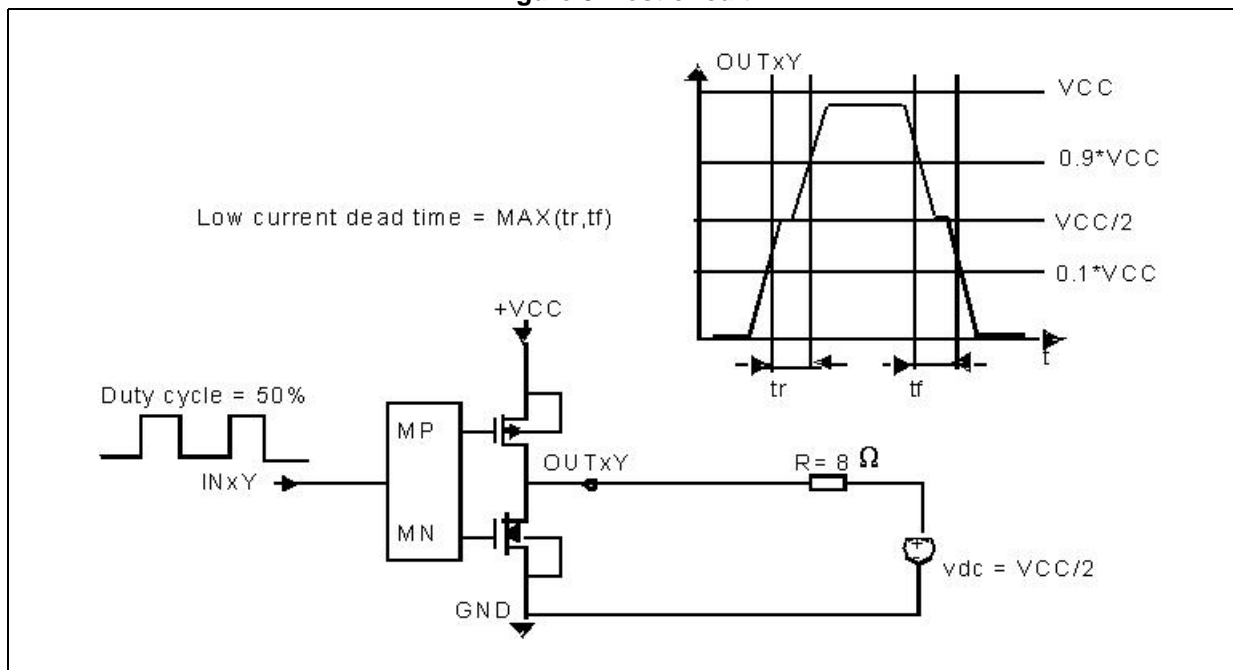 OUTxY
VCC
0.9*VCC
Low current dead time = MAX(tr,tf)
VCC/2
0.1*VCC
t
tr
tf
+VCC
Duty cycle = 50%
MP
INxY
OUTxY
R= 8 Ω
MN
+
vdc = VCC/2
GND